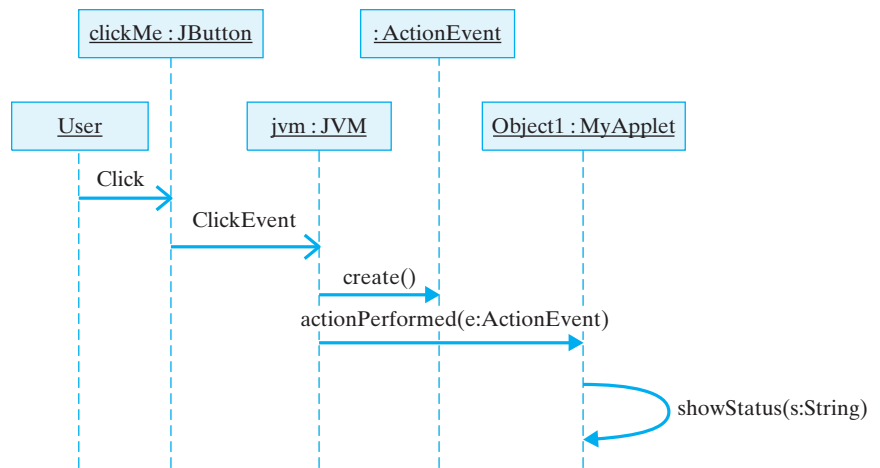 clickMe : JButton
: ActionEvent
User
jvm : JVM
Object1 : MyApplet
Click
ClickEvent
create()
actionPerformed(e:ActionEvent)
showStatus(s:String)